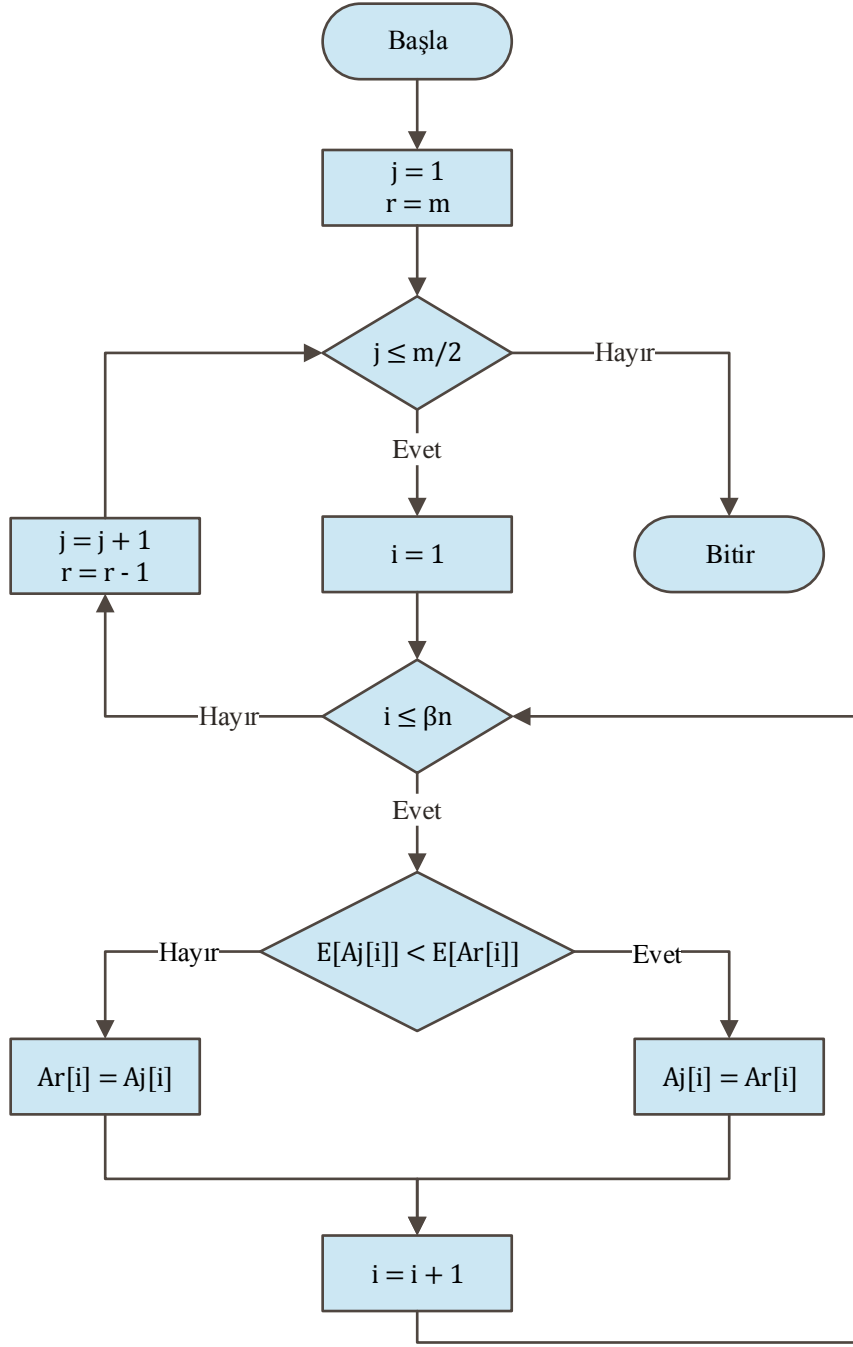 Başla
j = 1
r = m
j ≤ m/2
Hayır
Evet
j = j + 1
r = r - 1
i = 1
Bitir
Hayır
i ≤ βn
Evet
Hayır
E[Aj[i]] < E[Ar[i]]
Evet
Ar[i] = Aj[i]
Aj[i] = Ar[i]
i = i + 1